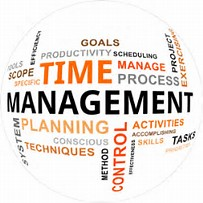 GOALS
EFFICIENCY
PRODUCTIVITY
SCHEDULING
PROJECT
TOOLS
SCOPE
TIME
MANAGE
EXERCISE
SPECIFIC
PROCESS
MANAGEMENT
SYSTEM
PLANNING
CONTROL
ACTIVITIES
ACCOMPLISHING
CONSCIOUS
METHOD
EFFECTIVENESS
SKILLS
TASKS
TECHNIQUES